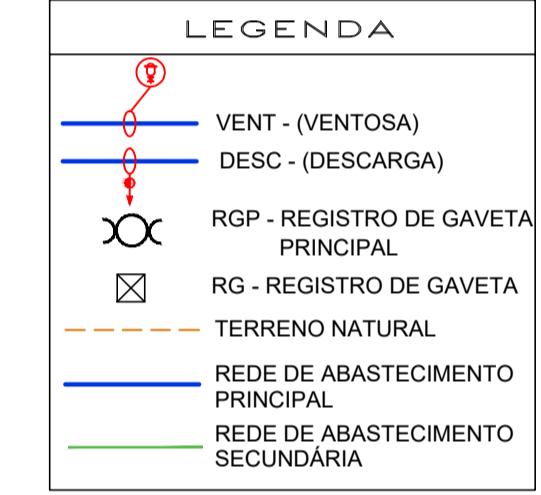 LEGENDA
VENT - (VENTOSA)
DESC - (DESCARGA)
RGP - REGISTRO DE GAVETA
PRINCIPAL
RG - REGISTRO DE GAVETA
TERRENO NATURAL
REDE DE ABASTECIMENTO
PRINCIPAL
REDE DE ABASTECIMENTO
SECUNDÁRIA